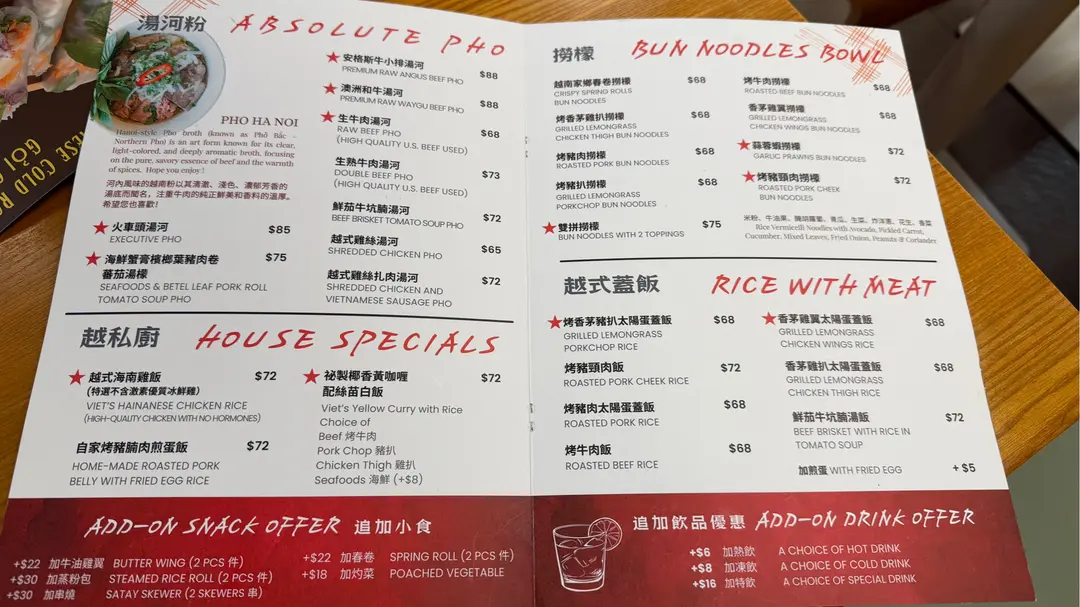 湯河粉 ABSOLUTE PHO
PHO HA NOI
Hanoi-style Pho broth (known as Phở Bắc -
Northern Pho) is an art form known for its clear,
light-colored, and deeply aromatic broth, focusing
on the pure, savory essence of beef and the warmth
of spices. Hope you enjoy!
河內風味的越南粉以其清澈、淺色、濃郁芳香的
湯底而聞名，注重牛肉的純正鮮美和香料的溫厚。
希望您也喜歡!
火車頭湯河 $85
EXECUTIVE PHO
海鮮蟹膏檳榔葉豬肉卷 $75
蕃茄湯檬
SEAFOODS & BETEL LEAF PORK ROLL
TOMATO SOUP PHO
安格斯牛小排湯河 $88
PREMIUM RAW ANGUS BEEF PHO
澳洲和牛湯河 $88
PREMIUM RAW WAYGU BEEF PHO
生牛肉湯河 $68
RAW BEEF PHO
(HIGH QUALITY U.S. BEEF USED)
生熟牛肉湯河 $73
DOUBLE BEEF PHO
(HIGH QUALITY U.S. BEEF USED)
鮮茄牛坑腩湯河 $72
BEEF BRISKET TOMATO SOUP PHO
越式雞絲湯河 $65
SHREDDED CHICKEN PHO
越式雞絲扎肉湯河 $72
SHREDDED CHICKEN AND
VIETNAMESE SAUSAGE PHO
越私廚 HOUSE SPECIALS
越式海南雞飯 $72
(特選不含激素優質冰鮮雞)
VIET'S HAINANESE CHICKEN RICE
(HIGH-QUALITY CHICKEN WITH NO HORMONES)
自家烤豬腩肉煎蛋飯 $72
HOME-MADE ROASTED PORK
BELLY WITH FRIED EGG RICE
祕製椰香黃咖喱 $72
配絲苗白飯
Viet's Yellow Curry with Rice
Choice of
Beef 烤牛肉
Pork Chop 豬扒
Chicken Thigh 雞扒
Seafoods 海鮮 (+$8)
ADD-ON SNACK OFFER 追加小食
+$22 加牛油雞翼 BUTTER WING (2 PCS 件)
+$30 加蒸粉包 STEAMED RICE ROLL (2 PCS 件)
+$30 加串燒 SATAY SKEWER (2 SKEWERS 串)
+$22 加春卷 SPRING ROLL (2 PCS 件)
+$18 加灼菜 POACHED VEGETABLE
撈檬 BUN NOODLES BOWL
越南家鄉春卷撈檬 $68
CRISPY SPRING ROLLS
BUN NOODLES
烤香茅雞扒撈檬 $68
GRILLED LEMONGRASS
CHICKEN THIGH BUN NOODLES
烤豬肉撈檬 $68
ROASTED PORK BUN NOODLES
烤豬扒撈檬 $68
GRILLED LEMONGRASS
PORKCHOP BUN NOODLES
雙拼撈檬 $75
BUN NOODLES WITH 2 TOPPINGS
烤牛肉撈檬 $68
ROASTED BEEF BUN NOODLES
香茅雞翼撈檬 $68
GRILLED LEMONGRASS
CHICKEN WINGS BUN NOODLES
蒜蓉蝦撈檬 $72
GARLIC PRAWNS BUN NOODLES
烤豬頸肉撈檬 $72
ROASTED PORK CHEEK
BUN NOODLES
Rice Vermicelli Noodles with Avocado, Pickled Carrot,
Cucumber, Mixed Leaves, Fried Onion, Peanuts & Coriander
越式蓋飯 RICE WITH MEAT
烤香茅豬扒太陽蛋蓋飯 $68
GRILLED LEMONGRASS
PORKCHOP RICE
烤豬頸肉飯 $72
ROASTED PORK CHEEK RICE
烤豬肉太陽蛋蓋飯 $68
ROASTED PORK RICE
烤牛肉飯 $68
ROASTED BEEF RICE
香茅雞翼太陽蛋蓋飯 $68
GRILLED LEMONGRASS
CHICKEN WINGS RICE
香茅雞扒太陽蛋蓋飯 $68
GRILLED LEMONGRASS
CHICKEN THIGH RICE
鮮茄牛坑腩湯飯 $72
BEEF BRISKET WITH RICE IN
TOMATO SOUP
加煎蛋 WITH FRIED EGG +$5
追加飲品優惠 ADD-ON DRINK OFFER
+$6 加熱飲 A CHOICE OF HOT DRINK
+$8 加凍飲 A CHOICE OF COLD DRINK
+$16 加特飲 A CHOICE OF SPECIAL DRINK